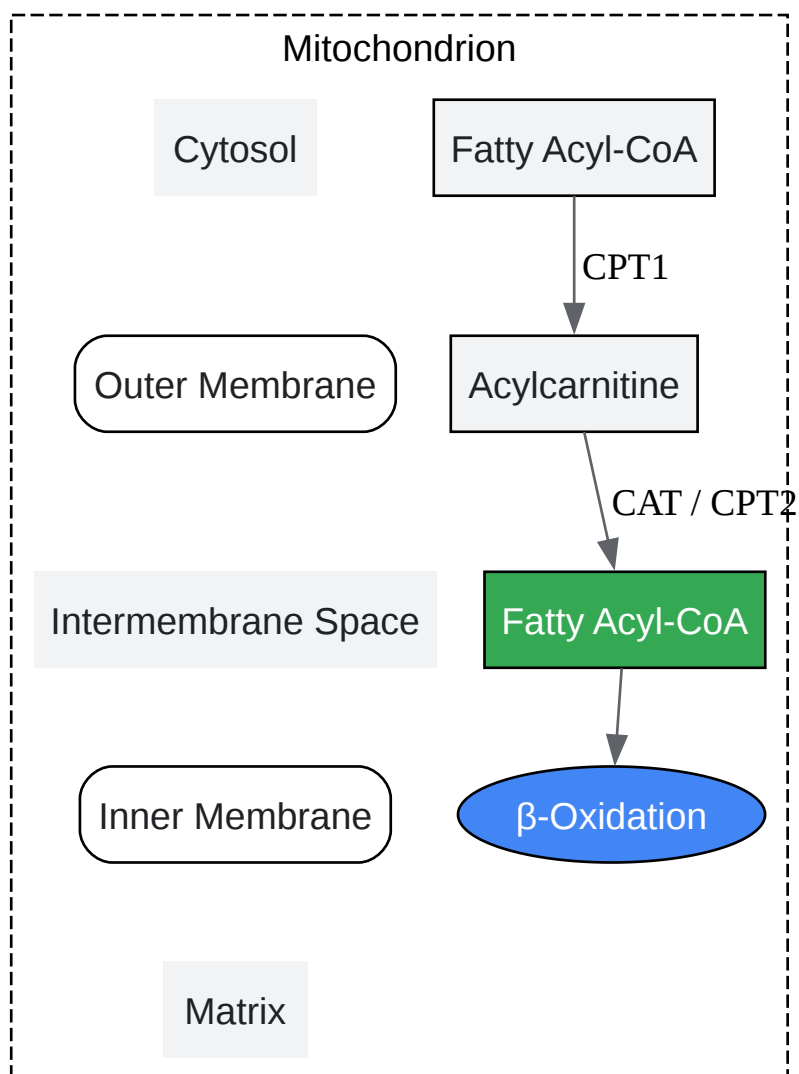 Mitochondrion
Cytosol
Fatty Acyl-CoA
CPT1
Outer Membrane
Acylcarnitine
CAT / CPT2
Intermembrane Space
Fatty Acyl-CoA
Inner Membrane
β-Oxidation
Matrix